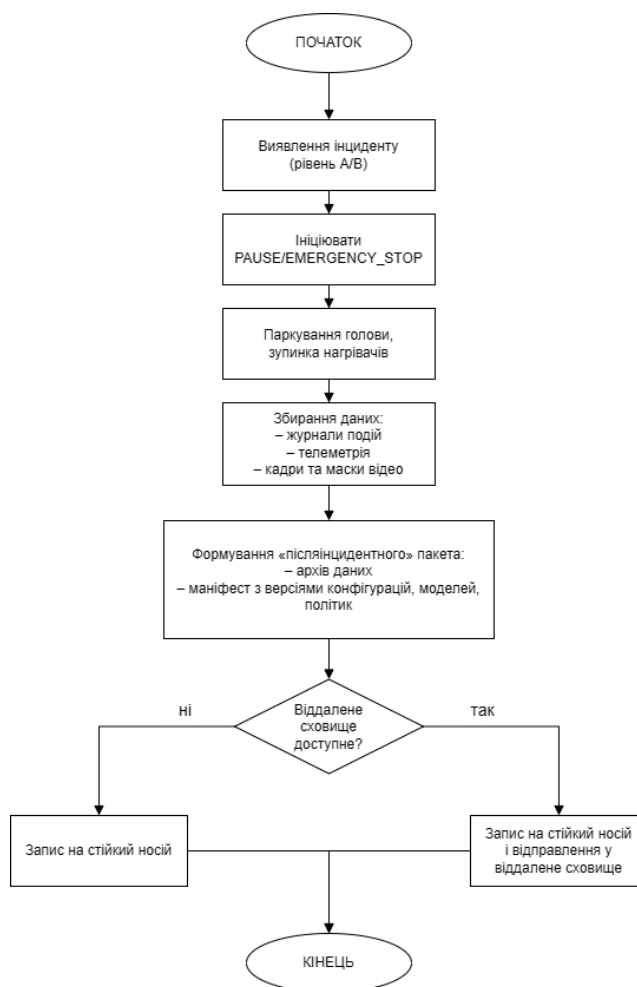 ПОЧАТОК
Виявлення інциденту
(рівень А/В)
Ініціювати
PAUSE/EMERGENCY_STOP
Паркування голови,
зупинка нагрівачів
Збирання даних:
– журнали подій
– телеметрія
– кадри та маски відео
Формування «післяінцидентного» пакета:
– архів даних
– маніфест з версіями конфігурацій, моделей,
політик
ні
Віддалене
сховище
доступне?
так
Запис на стійкий носій
Запис на стійкий носій
і відправлення у
віддалене сховище
КІНЕЦЬ